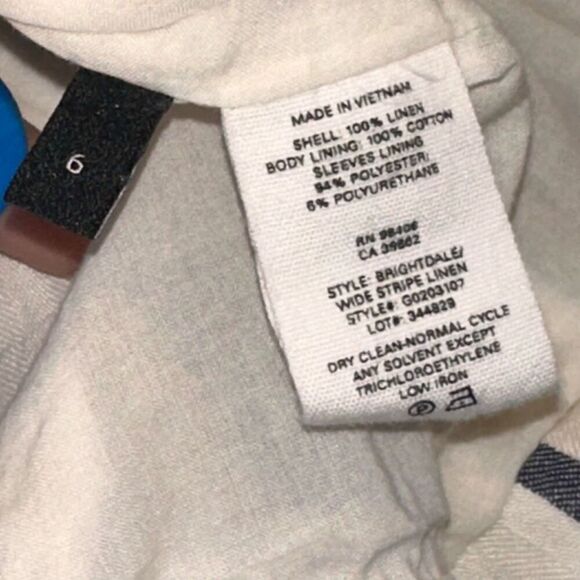 6
MADE IN VIETNAM
SHELL: 100% LINEN
BODY LINING: 100% COTTON
SLEEVES LINING
94% POLYESTER/
6% POLYURETHANE
RN 98406
CA 39662
STYLE: BRIGHTDALE/
WIDE STRIPE LINEN
STYLE#: G0203107
LOT#: 344829
DRY CLEAN-NORMAL CYCLE
ANY SOLVENT EXCEPT
TRICHLOROETHYLENE
LOW IRON
P